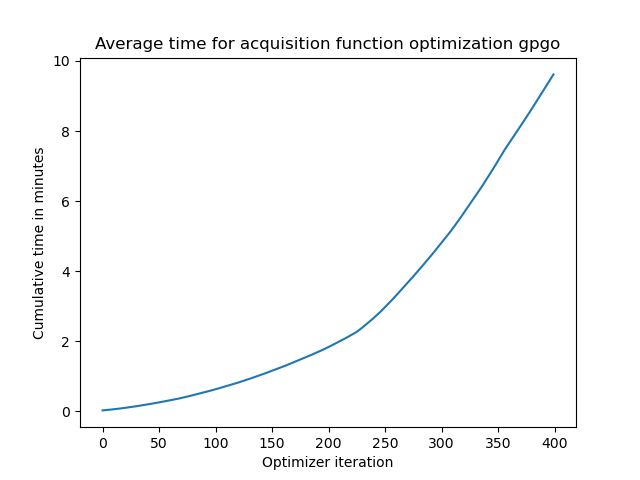 Average time for acquisition function optimization gpgo
10
8
6
4
2
0
Cumulative time in minutes
0 50 100 150 200 250 300 350 400
Optimizer iteration